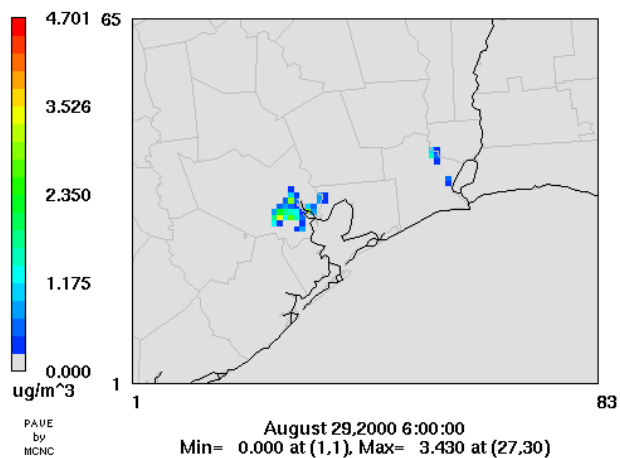 4.701
3.526
2.350
1.175
0.000
ug/m^3
PAVE
by
MCNC
65
1
1
83
August 29,2000 6:00:00
Min= 0.000 at (1,1), Max= 3.430 at (27,30)